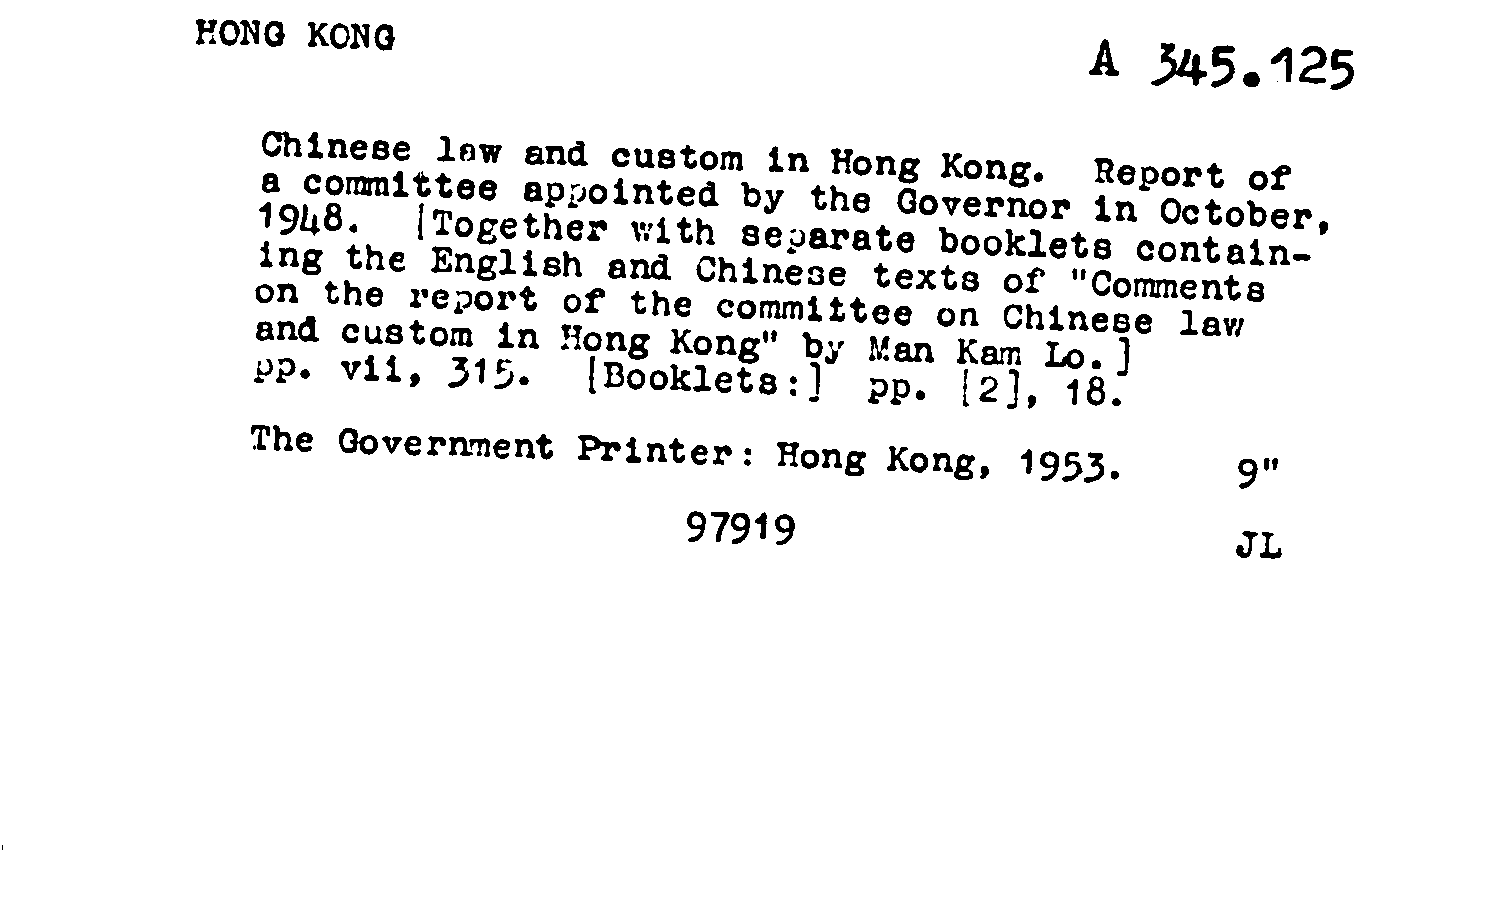 HONG KONG
A 345.125
Chinese law and custom in Hong Kong. Report of
a committee appointed by the Governor in October,
1948. [Together with separate booklets contain-
ing the English and Chinese texts of "Comments
on the report of the committee on Chinese law
and custom in Hong Kong" by Man Kam Lo.]
pp. vii, 315. [Booklets:] pp. [2], 18.
The Government Printer: Hong Kong, 1953. 9"
97919
JL